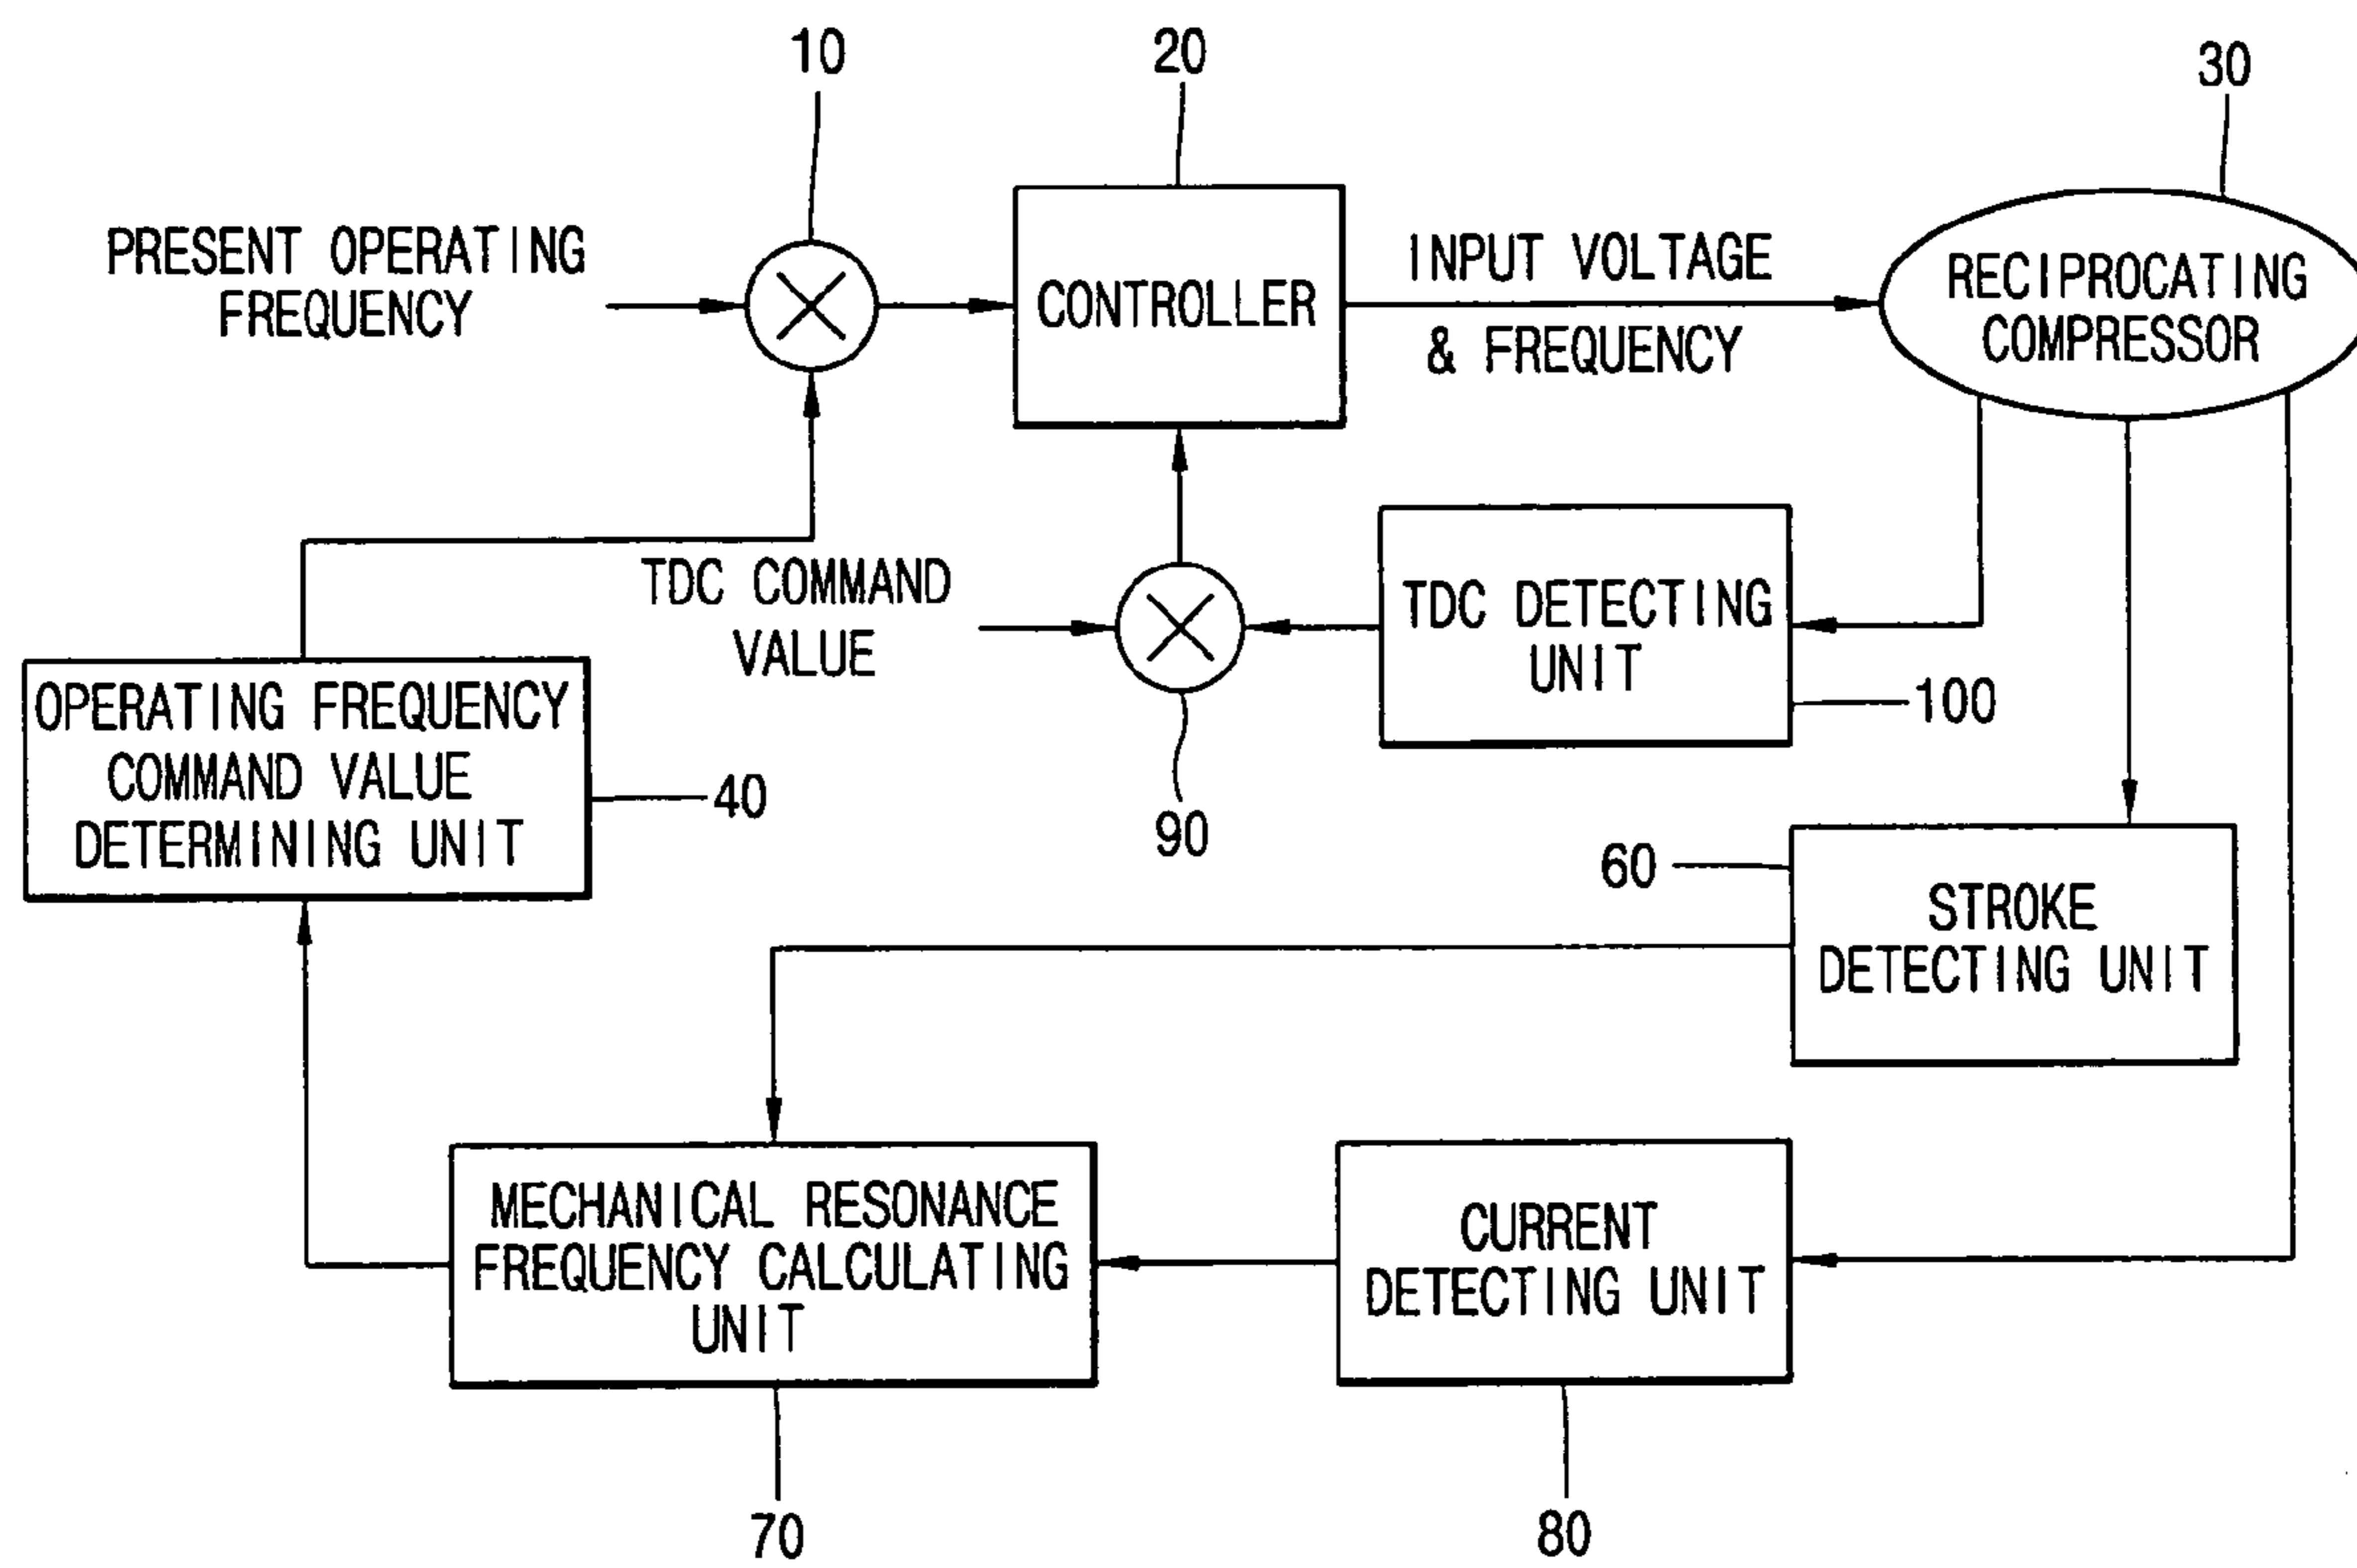 10
20
30
PRESENT OPERATING
FREQUENCY
CONTROLLER
INPUT VOLTAGE
& FREQUENCY
RECIPROCATING
COMPRESSOR
TDC COMMAND
VALUE
TDC DETECTING
UNIT
100
90
OPERATING FREQUENCY
COMMAND VALUE
DETERMINING UNIT
40
60
STROKE
DETECTING UNIT
MECHANICAL RESONANCE
FREQUENCY CALCULATING
UNIT
CURRENT
DETECTING UNIT
70
80